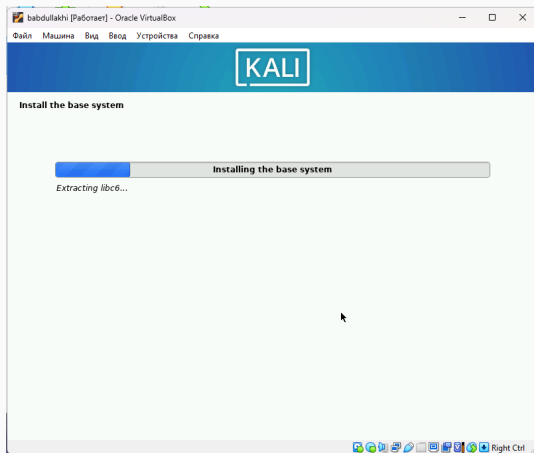 babdullakhi [Работает] - Oracle VirtualBox
Файл Машина Вид Ввод Устройства Справка
KALI
Install the base system
Installing the base system
Extracting libc6...
Right Ctrl